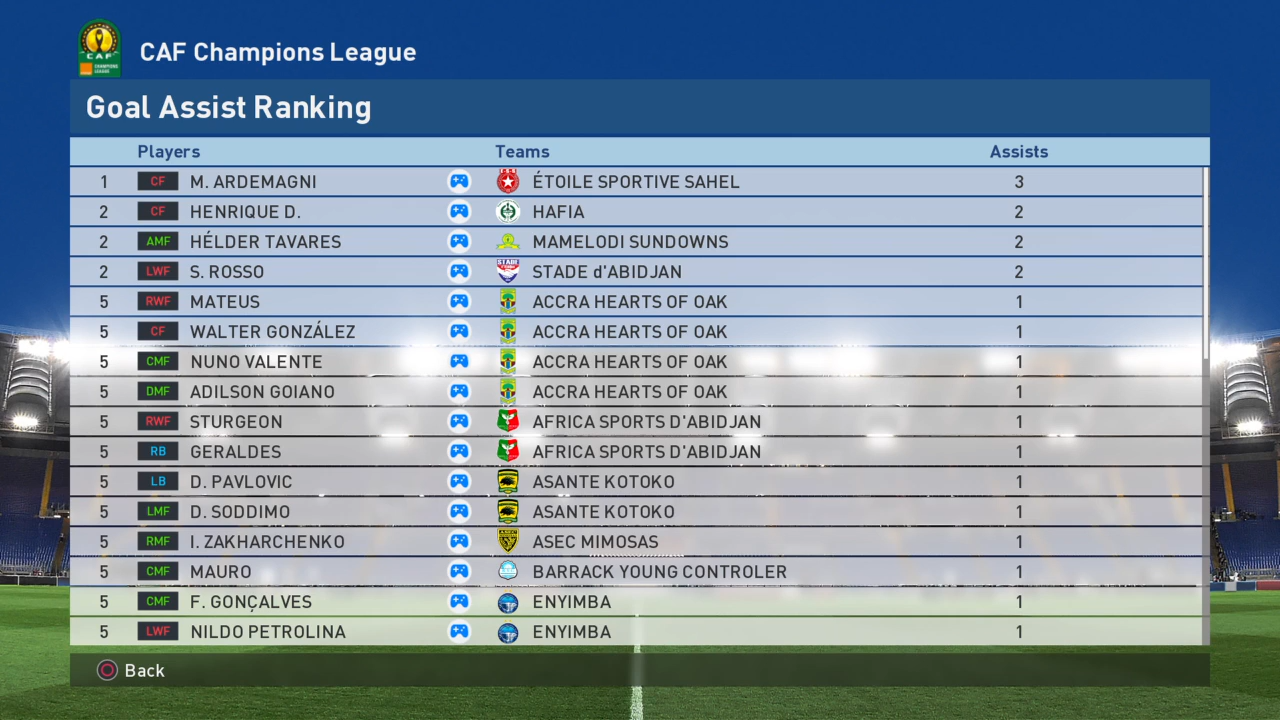 CAF Champions League
Goal Assist Ranking
Players Teams Assists
1 CF M. ARDEMAGNI ÉTOILE SPORTIVE SAHEL 3
2 CF HENRIQUE D. HAFIA 2
2 AMF HÉLDER TAVARES MAMELODI SUNDOWNS 2
2 LWF S. ROSSO STADE d'ABIDJAN 2
5 RWF MATEUS ACCRA HEARTS OF OAK 1
5 CF WALTER GONZÁLEZ ACCRA HEARTS OF OAK 1
5 CMF NUNO VALENTE ACCRA HEARTS OF OAK 1
5 DMF ADILSON GOIANO ACCRA HEARTS OF OAK 1
5 RWF STURGEON AFRICA SPORTS D'ABIDJAN 1
5 RB GERALDES AFRICA SPORTS D'ABIDJAN 1
5 LB D. PAVLOVIC ASANTE KOTOKO 1
5 LMF D. SODDIMO ASANTE KOTOKO 1
5 RMF I. ZAKHARCHENKO ASEC MIMOSAS 1
5 CMF MAURO BARRACK YOUNG CONTROLER 1
5 CMF F. GONÇALVES ENYIMBA 1
5 LWF NILDO PETROLINA ENYIMBA 1
Back